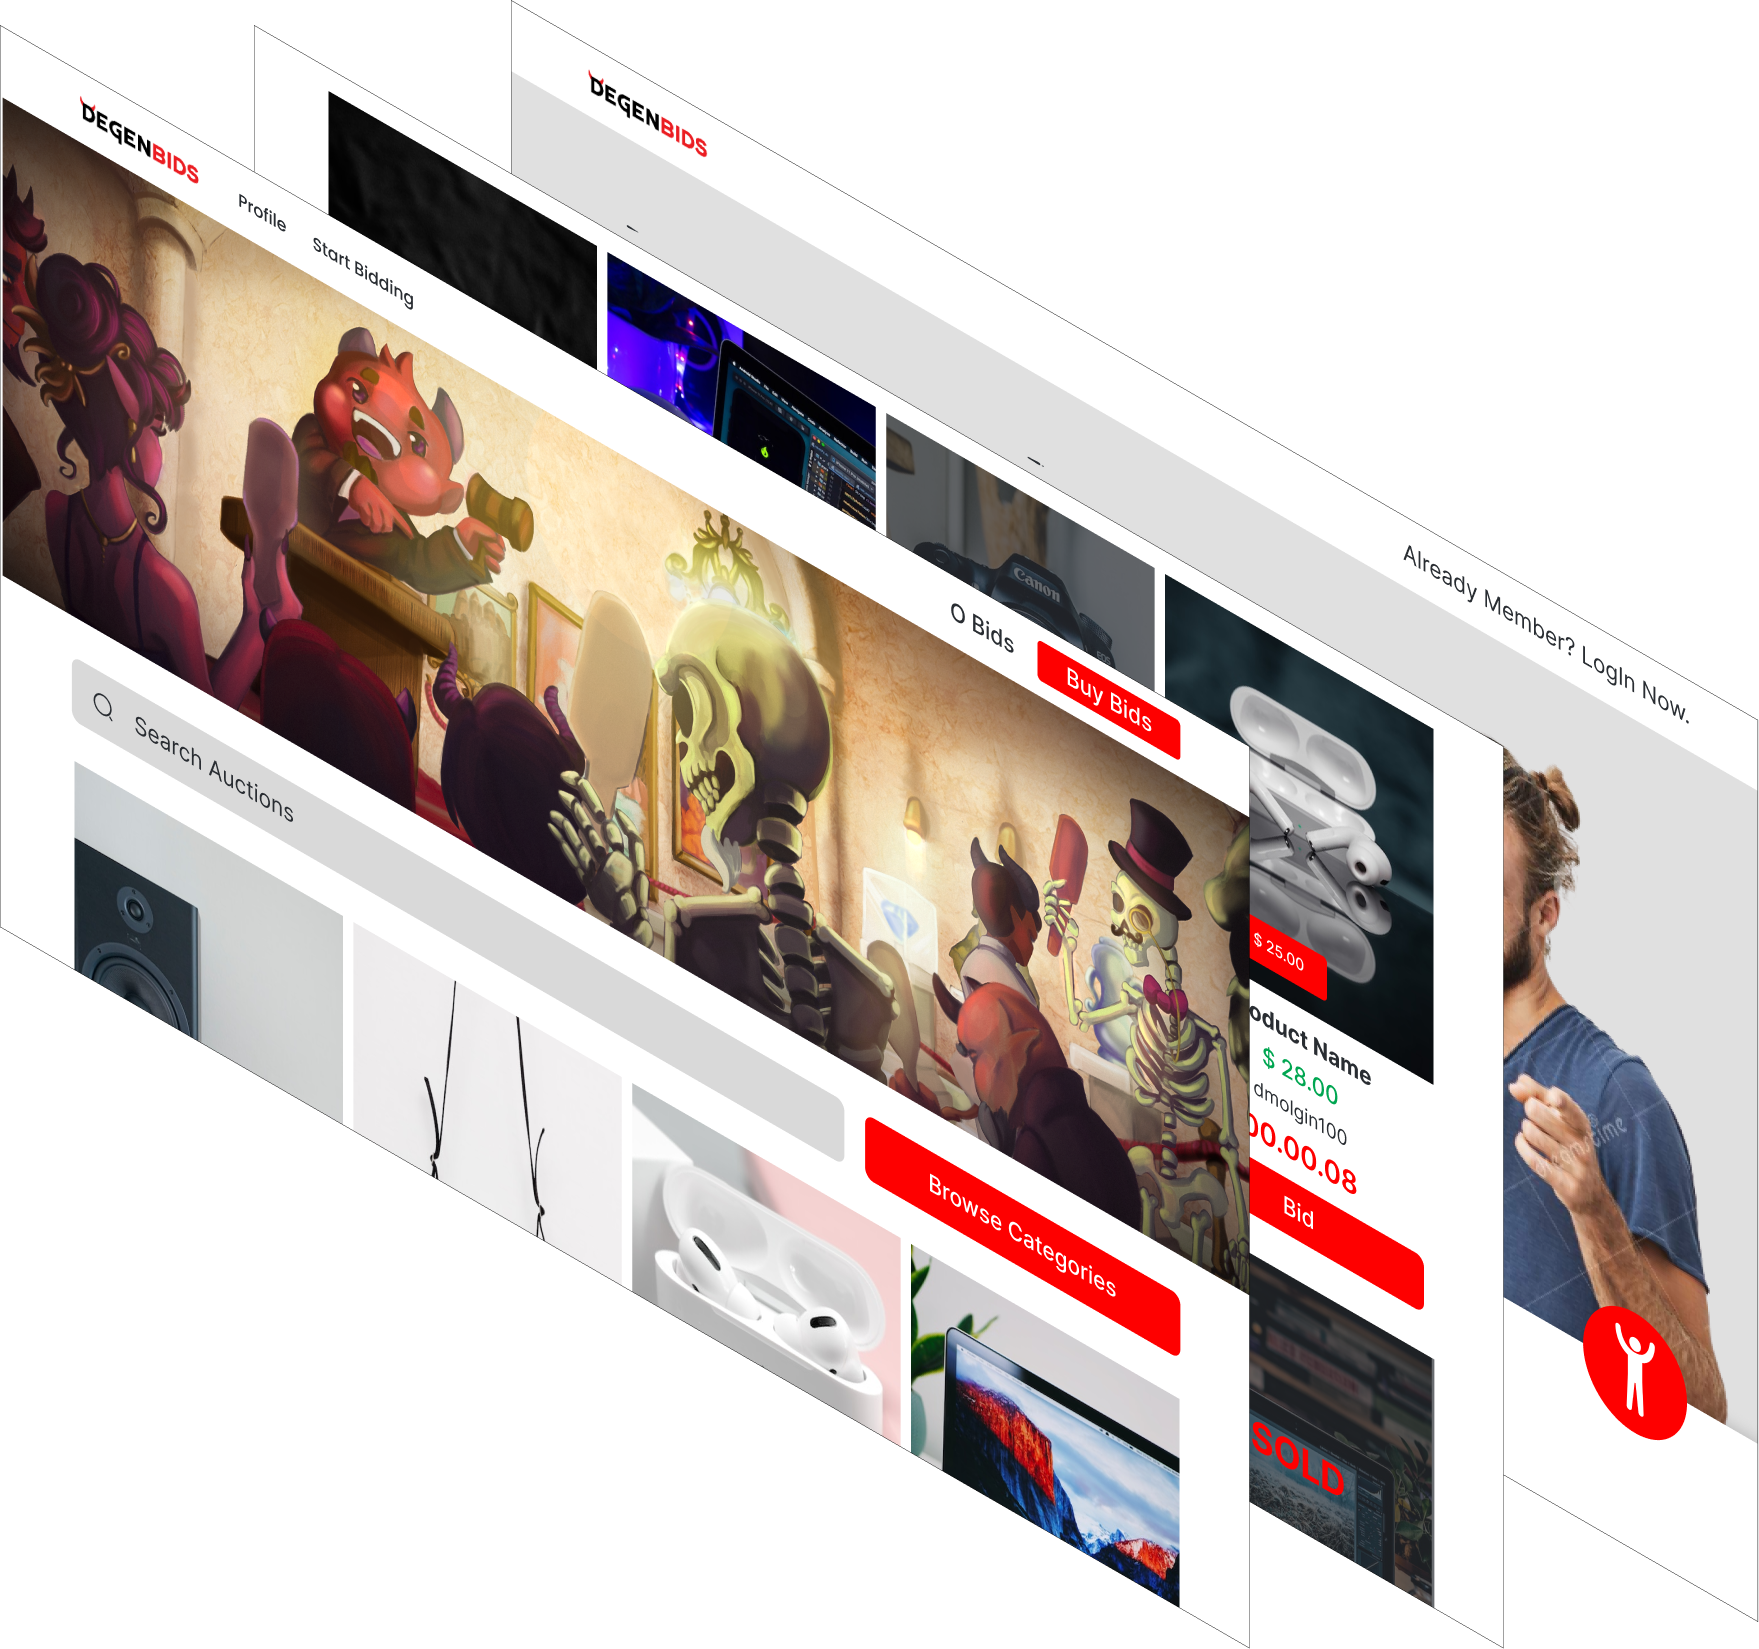 DEGENBIDS
Profile
Start Bidding
0 Bids
Buy Bids
Search Auctions
Browse Categories
Canon
$ 25.00
oduct Name
$ 28.00
dmolgin100
00.00.08
Bid
SOLD
DEGENBIDS
Already Member? LogIn Now.